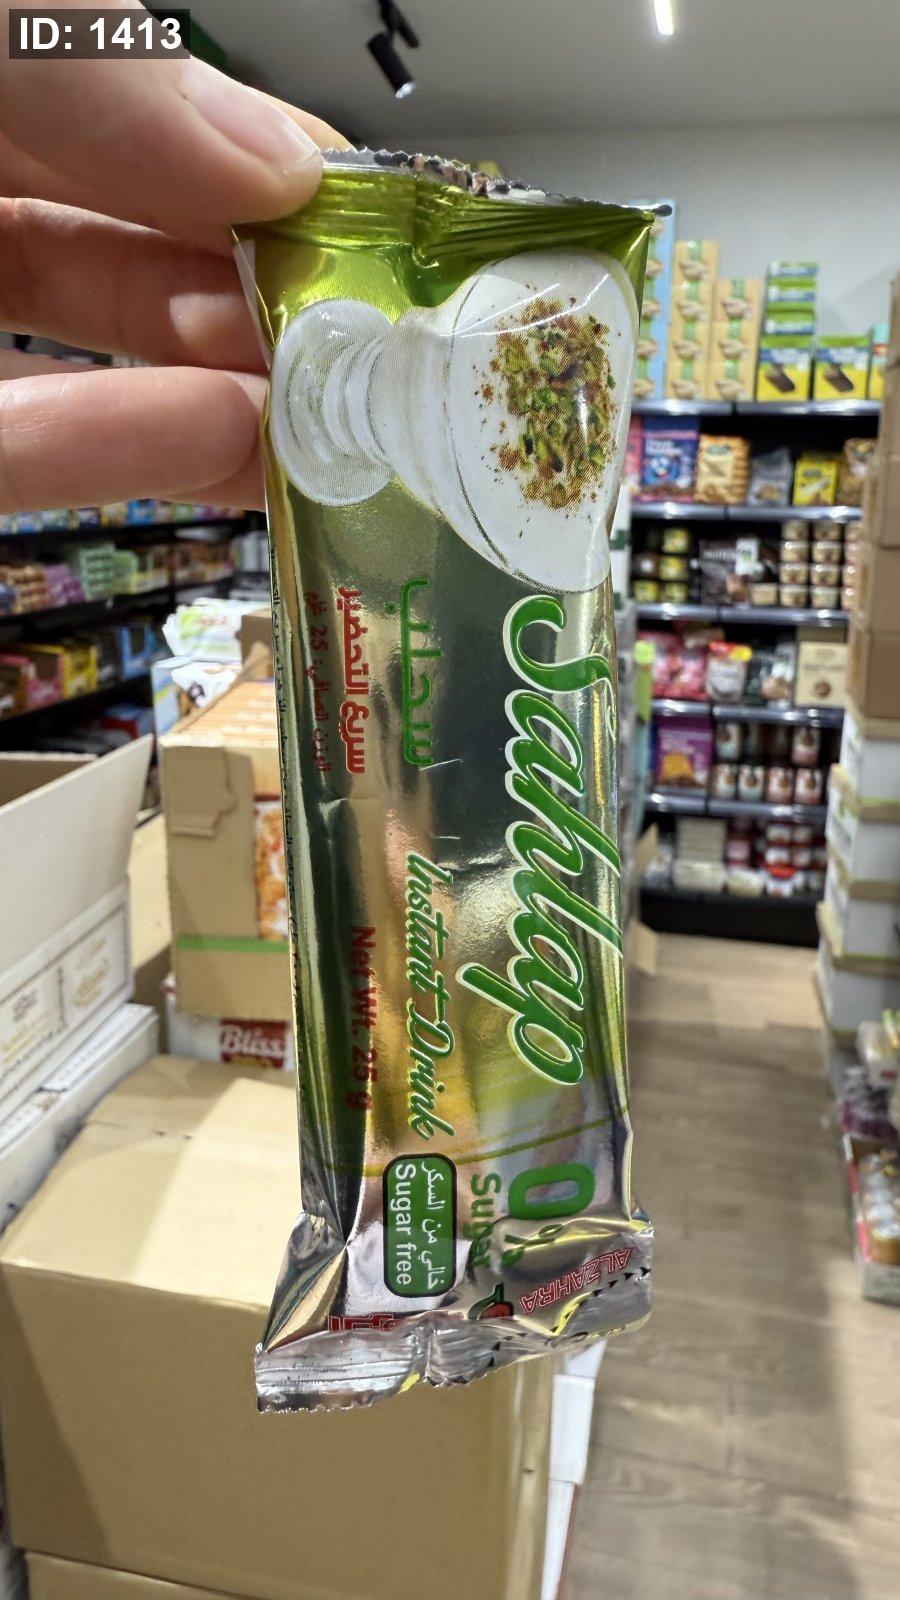 ID: 1413
Sahlap
سحلب
سريع التحضير
الوزن الصافي: 25 غم
Instant Drink
Net Wt. 25 g
0%
Sugar
خالي من السكر
Sugar free
ALZAHRA
Bliss